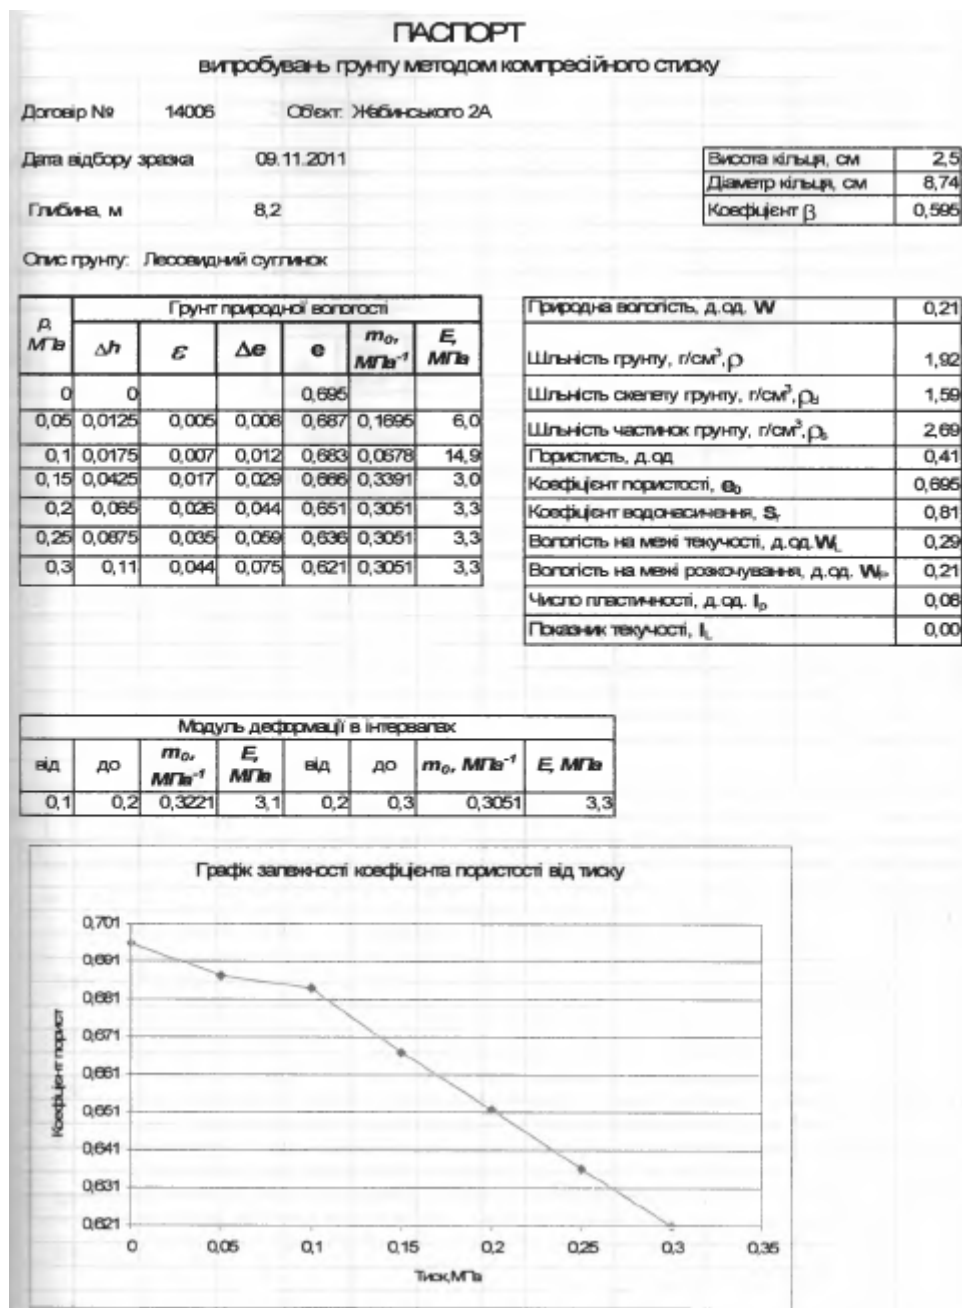 ПАСПОРТ
випробувань грунту методом компресійного стиску
Договір № 14006 Об'єкт: Жабинського 2А
Дата відбору зразка 09.11.2011
Висота кільця, см 2,5
Діаметр кільця, см 8,74
Глибина, м 8,2
Коефіцієнт β 0,595
Опис грунту: Лесовидний суглинок
р, МПа Грунт природної вологості
Δh ε Δe e m₀, МПа⁻¹ E, МПа
0 0 0,695
0,05 0,0125 0,005 0,008 0,687 0,1695 6,0
0,1 0,0175 0,007 0,012 0,683 0,0678 14,9
0,15 0,0425 0,017 0,029 0,666 0,3391 3,0
0,2 0,065 0,026 0,044 0,651 0,3051 3,3
0,25 0,0875 0,035 0,059 0,636 0,3051 3,3
0,3 0,11 0,044 0,075 0,621 0,3051 3,3
Природна вологість, д.од. W 0,21
Шільність грунту, г/см³, ρ 1,92
Шільність скелету грунту, г/см³, ρd 1,59
Шільність частинок грунту, г/см³, ρs 2,69
Пористисть, д.од 0,41
Коефіцієнт пористості, e₀ 0,695
Коефіцієнт водонасичення, Sr 0,81
Вологість на межі текучості, д.од. WL 0,29
Вологість на межі розкочування, д.од. WP 0,21
Число пластичності, д.од. Ip 0,08
Показник текучості, IL 0,00
Модуль деформації в інтервалах
від до m₀, МПа⁻¹ E, МПа від до m₀, МПа⁻¹ E, МПа
0,1 0,2 0,3221 3,1 0,2 0,3 0,3051 3,3
Графік залежності коефіцієнта пористості від тиску
Коефіцієнт порист
0,701
0,691
0,681
0,671
0,661
0,651
0,641
0,631
0,621
0 0,05 0,1 0,15 0,2 0,25 0,3 0,35
Тиск,МПа